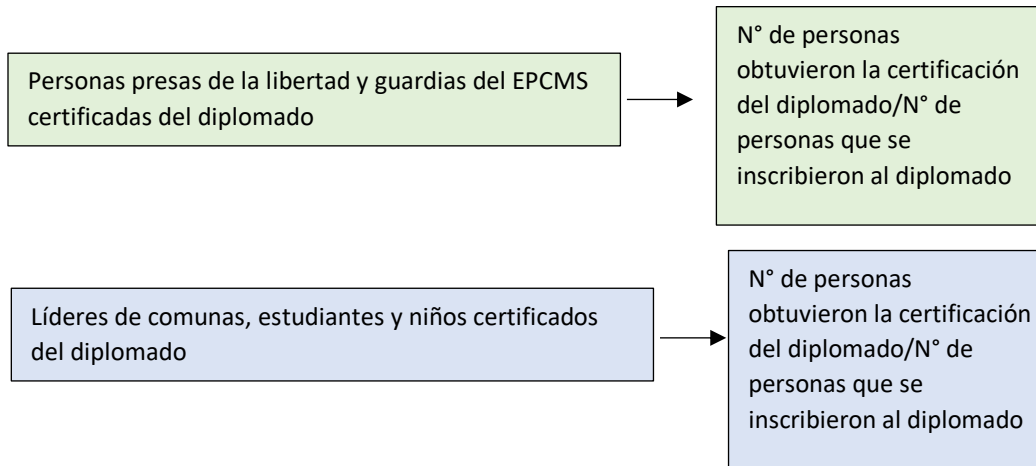 Personas presas de la libertad y guardias del EPCMS
certificadas del diplomado
N° de personas
obtuvieron la certificación
del diplomado/N° de
personas que se
inscribieron al diplomado
Líderes de comunas, estudiantes y niños certificados
del diplomado
N° de personas
obtuvieron la certificación
del diplomado/N° de
personas que se
inscribieron al diplomado